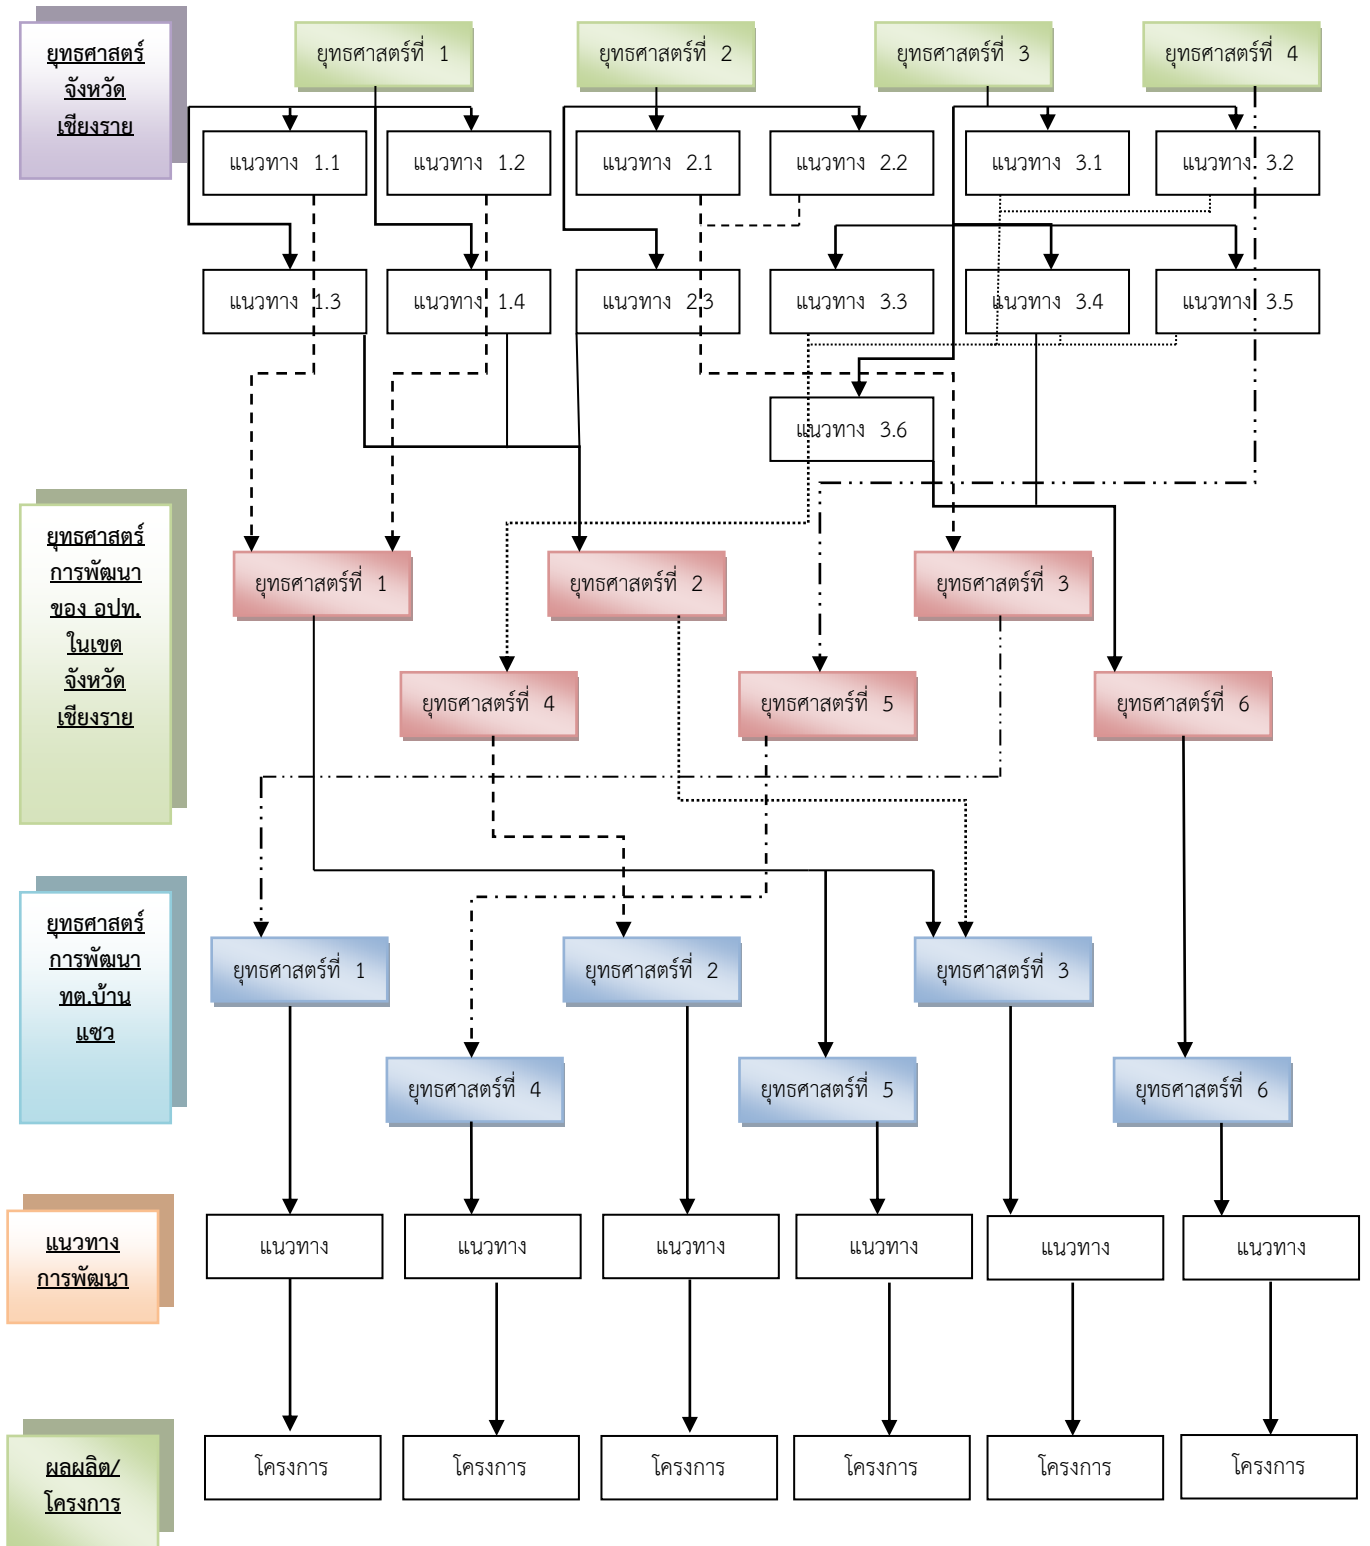 ยุทธศาสตร์
จังหวัด
เชียงราย
ยุทธศาสตร์ที่ 1
ยุทธศาสตร์ที่ 2
ยุทธศาสตร์ที่ 3
ยุทธศาสตร์ที่ 4
แนวทาง 1.1
แนวทาง 1.2
แนวทาง 2.1
แนวทาง 2.2
แนวทาง 3.1
แนวทาง 3.2
แนวทาง 1.3
แนวทาง 1.4
แนวทาง 2.3
แนวทาง 3.3
แนวทาง 3.4
แนวทาง 3.5
แนวทาง 3.6
ยุทธศาสตร์
การพัฒนา
ของ อปท.
ในเขต
จังหวัด
เชียงราย
ยุทธศาสตร์ที่ 1
ยุทธศาสตร์ที่ 2
ยุทธศาสตร์ที่ 3
ยุทธศาสตร์ที่ 4
ยุทธศาสตร์ที่ 5
ยุทธศาสตร์ที่ 6
ยุทธศาสตร์
การพัฒนา
ทต.บ้าน
แซว
ยุทธศาสตร์ที่ 1
ยุทธศาสตร์ที่ 2
ยุทธศาสตร์ที่ 3
ยุทธศาสตร์ที่ 4
ยุทธศาสตร์ที่ 5
ยุทธศาสตร์ที่ 6
แนวทาง
การพัฒนา
แนวทาง
แนวทาง
แนวทาง
แนวทาง
แนวทาง
แนวทาง
ผลผลิต/
โครงการ
โครงการ
โครงการ
โครงการ
โครงการ
โครงการ
โครงการ